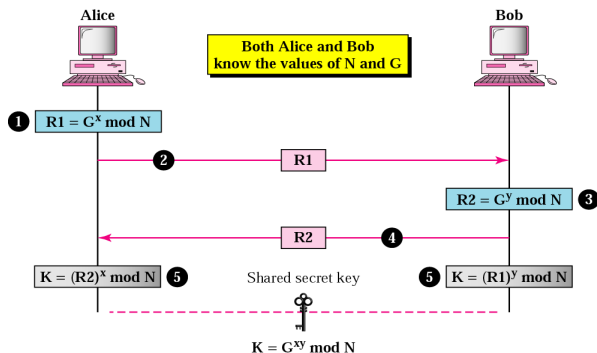 Alice
Bob
Both Alice and Bob
know the values of N and G
1
R1 = G^x mod N
2
R1
R2 = G^y mod N
3
R2
4
K = (R2)^x mod N
5
Shared secret key
5
K = (R1)^y mod N
K = G^xy mod N